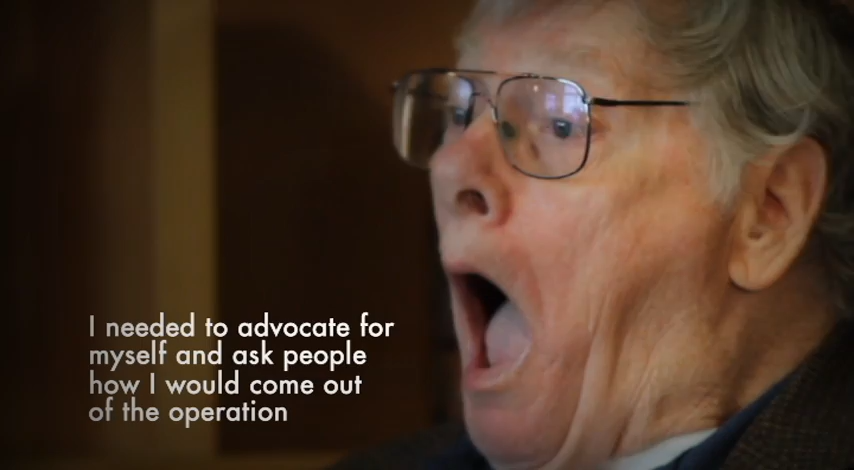 I needed to advocate for
myself and ask people
how I would come out
of the operation